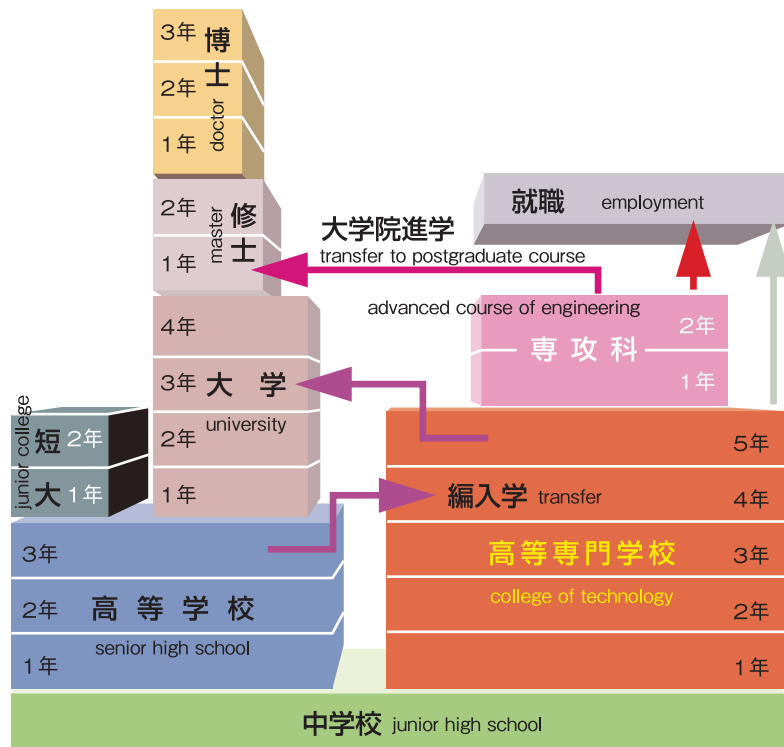 3年
2年
1年
博士
doctor
2年
1年
修士
master
就職 employment
大学院進学
transfer to postgraduate course
advanced course of engineering
専攻科
2年
1年
4年
3年
2年
1年
大学
university
短大
junior college
2年
1年
編入学 transfer
高等専門学校
college of technology
5年
4年
3年
2年
1年
3年
2年
1年
高等学校
senior high school
中学校 junior high school